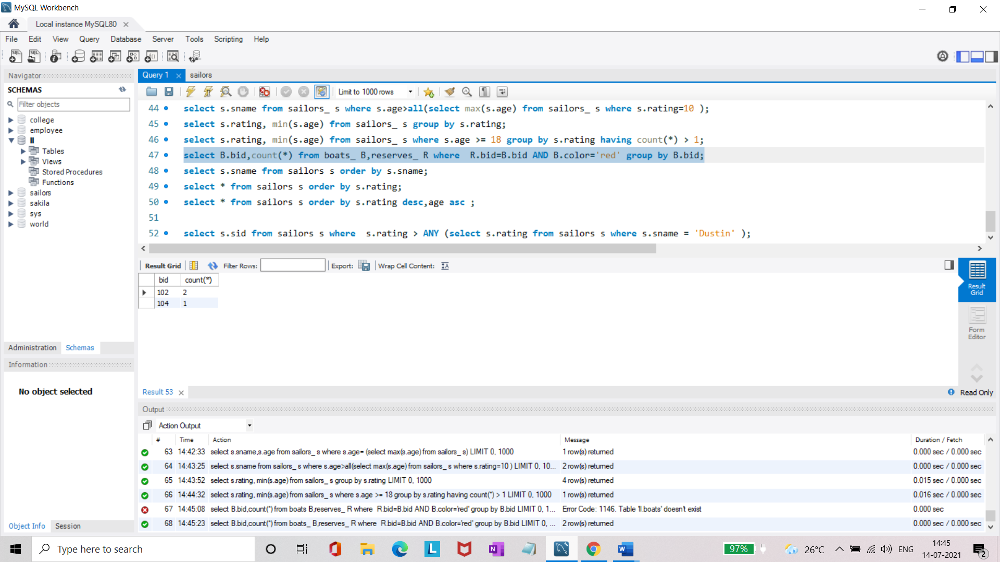 MySQL Workbench
Local instance MySQL80
File Edit View Query Database Server Tools Scripting Help
Navigator
SCHEMAS
Filter objects
college
employee
ll
Tables
Views
Stored Procedures
Functions
sailors
sakila
sys
world
Administration Schemas
Information
No object selected
Object Info Session
Query 1 sailors
Limit to 1000 rows
44 select s.sname from sailors_ s where s.age>all(select max(s.age) from sailors_ s where s.rating=10 );
45 select s.rating, min(s.age) from sailors_ s group by s.rating;
46 select s.rating, min(s.age) from sailors_ s where s.age >= 18 group by s.rating having count(*) > 1;
47 select B.bid,count(*) from boats_ B,reserves_ R where  R.bid=B.bid AND B.color='red' group by B.bid;
48 select s.sname from sailors s order by s.sname;
49 select * from sailors s order by s.rating;
50 select * from sailors s order by s.rating desc,age asc ;
51
52 select s.sid from sailors s where  s.rating > ANY (select s.rating from sailors s where s.sname = 'Dustin' );
Result Grid Filter Rows: Export: Wrap Cell Content:
bid count(*)
102 2
104 1
Result Grid
Form Editor
Result 53
Read Only
Output
Action Output
# Time Action Message Duration / Fetch
63 14:42:33 select s.sname,s.age from sailors_ s where s.age= (select max(s.age) from sailors_ s) LIMIT 0, 1000 1 row(s) returned 0.000 sec / 0.000 sec
64 14:43:25 select s.sname from sailors_ s where s.age>all(select max(s.age) from sailors_ s where s.rating=10 ) LIMIT 0, 10... 2 row(s) returned 0.000 sec / 0.000 sec
65 14:43:52 select s.rating, min(s.age) from sailors_ s group by s.rating LIMIT 0, 1000 4 row(s) returned 0.015 sec / 0.000 sec
66 14:44:32 select s.rating, min(s.age) from sailors_ s where s.age >= 18 group by s.rating having count(*) > 1 LIMIT 0, 1000 1 row(s) returned 0.016 sec / 0.000 sec
67 14:45:08 select B.bid,count(*) from boats B,reserves_ R where  R.bid=B.bid AND B.color='red' group by B.bid LIMIT 0, 1... Error Code: 1146. Table 'll.boats' doesn't exist 0.000 sec
68 14:45:23 select B.bid,count(*) from boats_ B,reserves_ R where  R.bid=B.bid AND B.color='red' group by B.bid LIMIT 0, ... 2 row(s) returned 0.000 sec / 0.000 sec
Type here to search
97%
26°C
ENG
14:45
14-07-2021
2